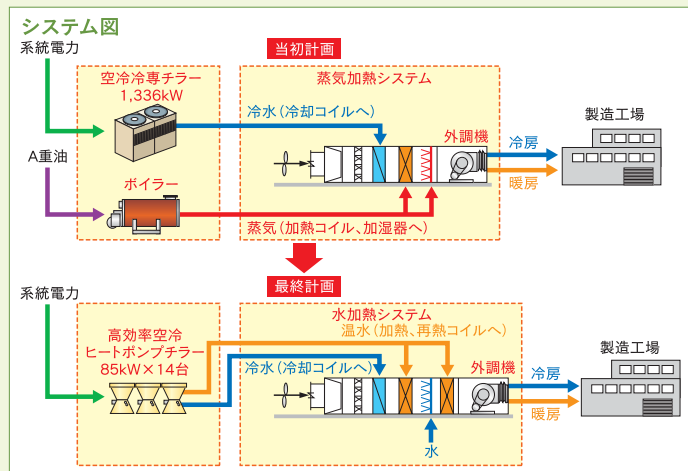 システム図
系統電力
当初計画
空冷冷専チラー
1,336kW
蒸気加熱システム
冷水(冷却コイルへ)
外調機
冷房
暖房
製造工場
A重油
ボイラー
蒸気(加熱コイル、加湿器へ)
最終計画
系統電力
高効率空冷
ヒートポンプチラー
85kW×14台
水加熱システム
温水(加熱、再熱コイルへ)
冷水(冷却コイルへ)
外調機
冷房
暖房
製造工場
水